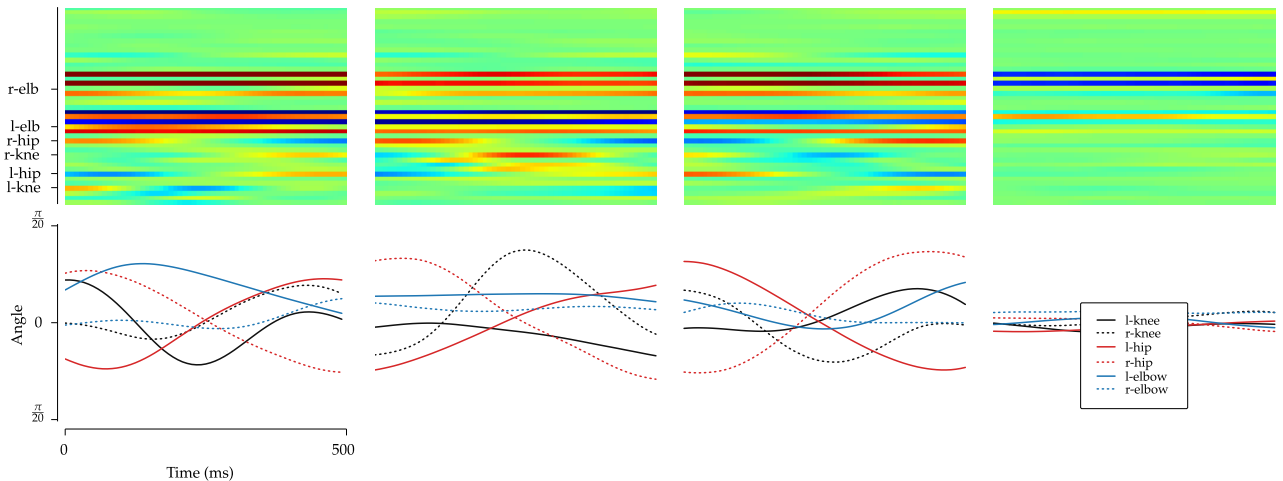 r-elb
l-elb
r-hip
r-kne
l-hip
l-kne
π
20
Angle
0
π
20
0
500
Time (ms)
l-knee
r-knee
l-hip
r-hip
l-elbow
r-elbow